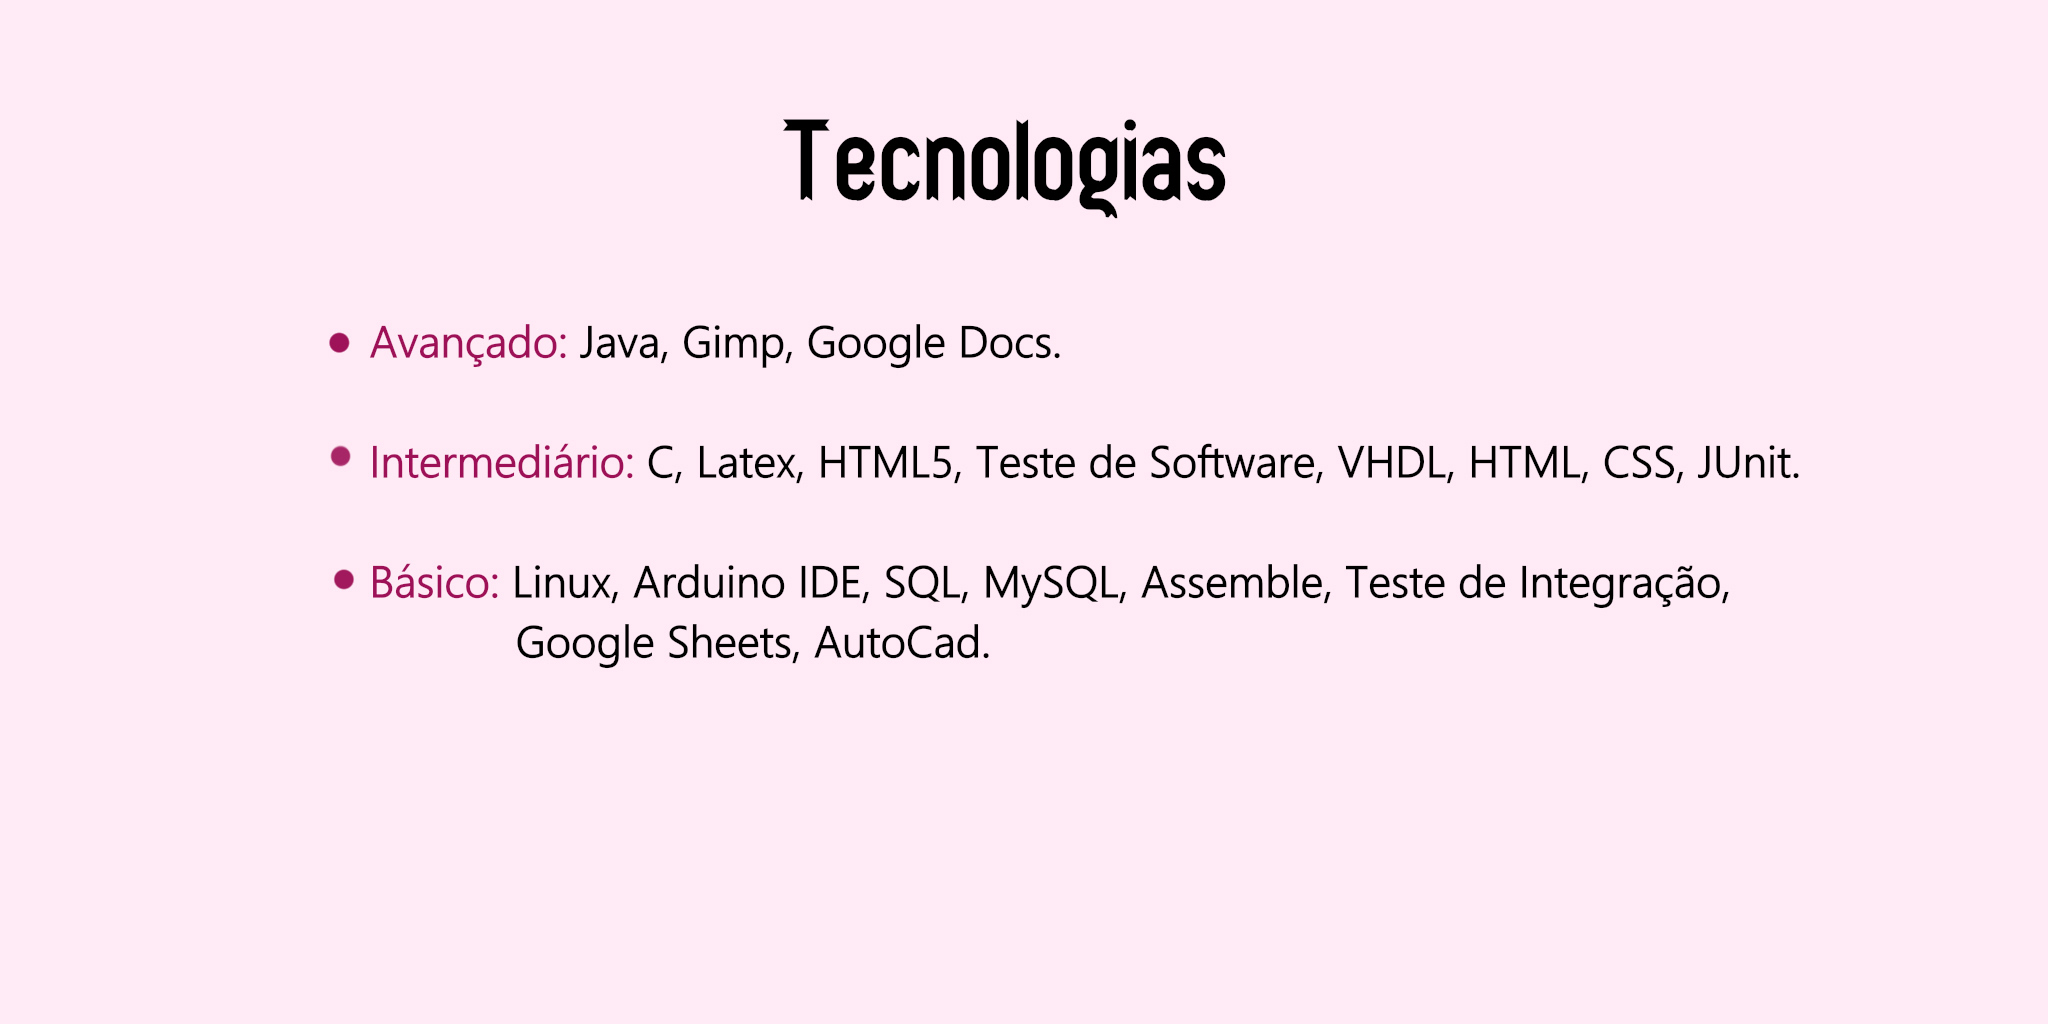 Tecnologias
• Avançado: Java, Gimp, Google Docs.
• Intermediário: C, Latex, HTML5, Teste de Software, VHDL, HTML, CSS, JUnit.
• Básico: Linux, Arduino IDE, SQL, MySQL, Assemble, Teste de Integração,
Google Sheets, AutoCad.